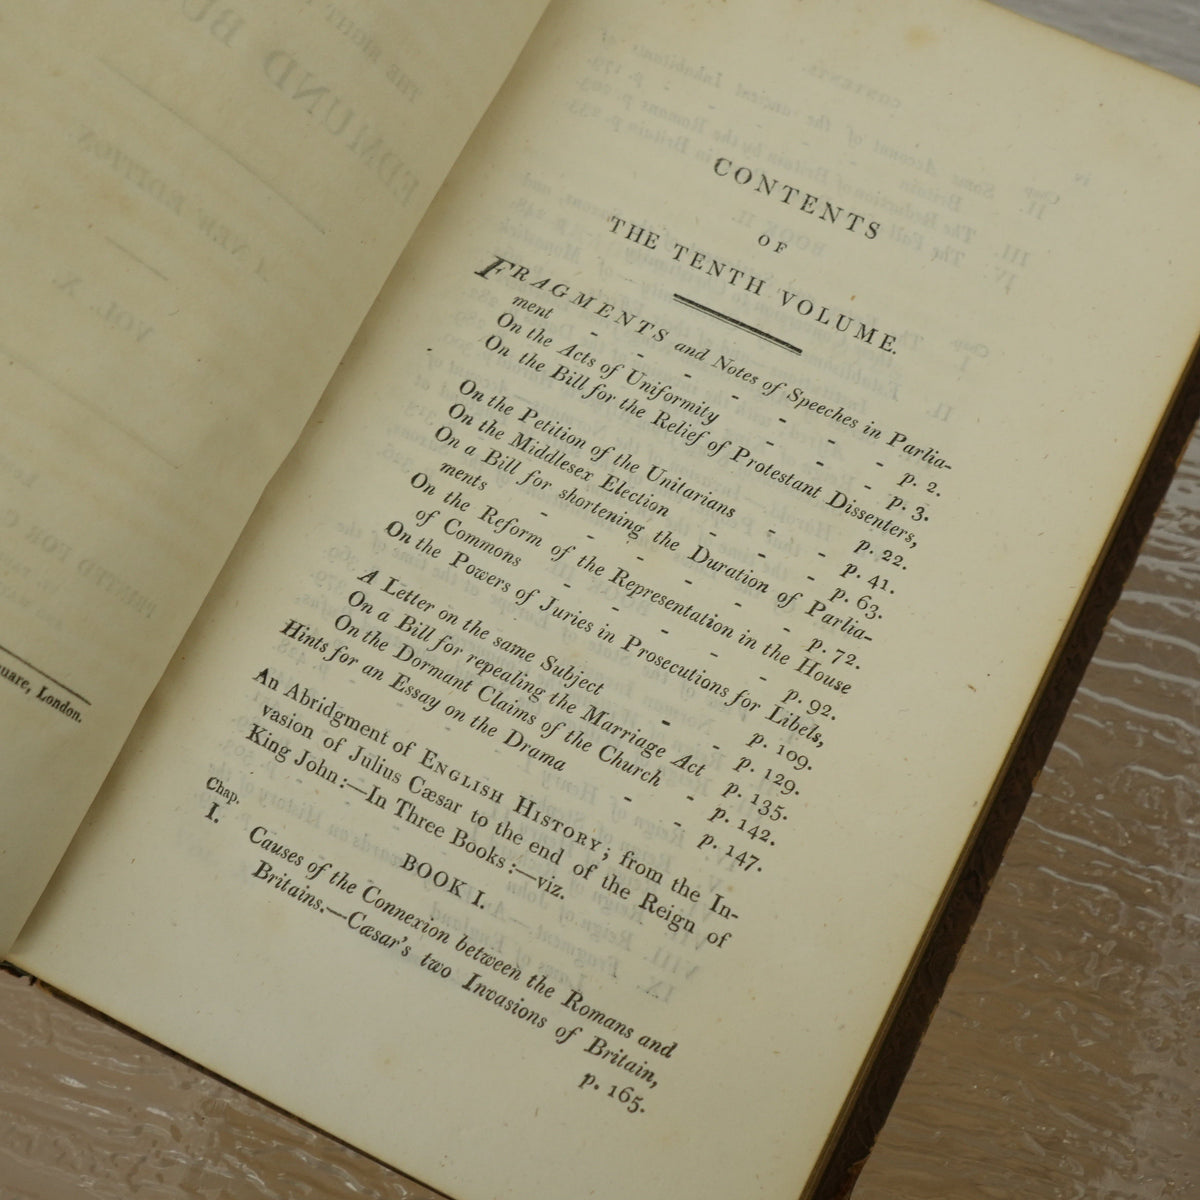 uare, London.
CONTENTS
OF
THE TENTH VOLUME.
FRAGMENTS and Notes of Speeches in Parlia-
ment - - - - - - - p. 2.
On the Acts of Uniformity - - - - p. 3.
On the Bill for the Relief of Protestant Dissenters,
p. 22.
On the Petition of the Unitarians - - p. 41.
On the Middlesex Election - - - - p. 63.
On a Bill for shortening the Duration of Parlia-
ments - - - - - - - p. 72.
On the Reform of the Representation in the House
of Commons - - - - - p. 92.
On the Powers of Juries in Prosecutions for Libels,
p. 109.
A Letter on the same Subject - - p. 129.
On a Bill for repealing the Marriage Act p. 135.
On the Dormant Claims of the Church - p. 142.
Hints for an Essay on the Drama - - p. 147.
An Abridgment of ENGLISH HISTORY; from the In-
vasion of Julius Cæsar to the end of the Reign of
King John:—In Three Books:—viz.
BOOK I.
Chap.
I. Causes of the Connexion between the Romans and
Britains.—Cæsar's two Invasions of Britain,
p. 165.